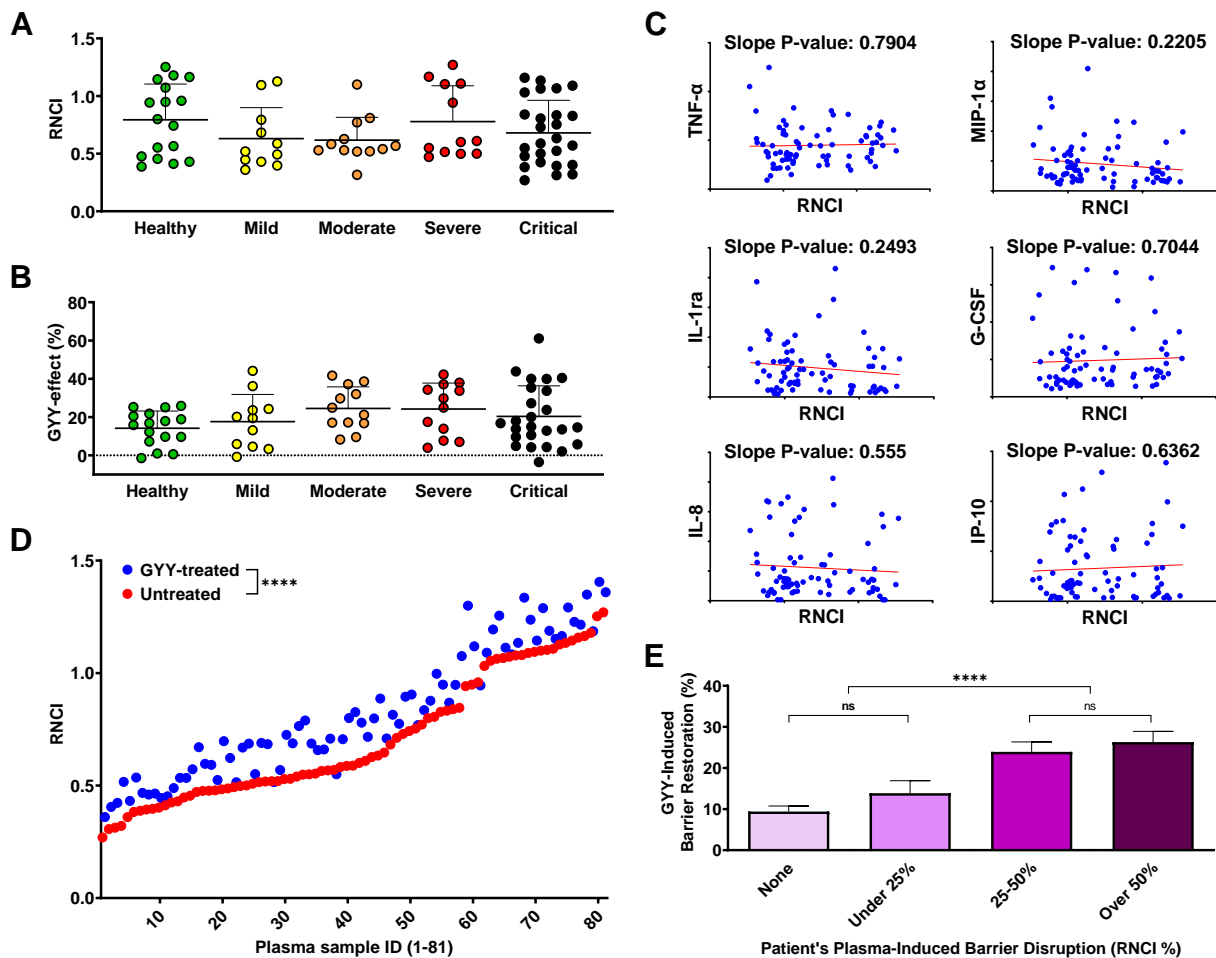 A
1.5
1.0
0.5
0.0
RNCI
Healthy Mild Moderate Severe Critical
B
80
60
40
20
0
GYY-effect (%)
Healthy Mild Moderate Severe Critical
C
Slope P-value: 0.7904
TNF-α
RNCI
Slope P-value: 0.2205
MIP-1α
RNCI
Slope P-value: 0.2493
IL-1ra
RNCI
Slope P-value: 0.7044
G-CSF
RNCI
Slope P-value: 0.555
IL-8
RNCI
Slope P-value: 0.6362
IP-10
RNCI
D
1.5
1.0
0.5
0.0
RNCI
GYY-treated
Untreated
****
10 20 30 40 50 60 70 80
Plasma sample ID (1-81)
E
40
30
20
10
0
GYY-Induced
Barrier Restoration (%)
****
ns
ns
None
Under 25%
25-50%
Over 50%
Patient's Plasma-Induced Barrier Disruption (RNCI %)